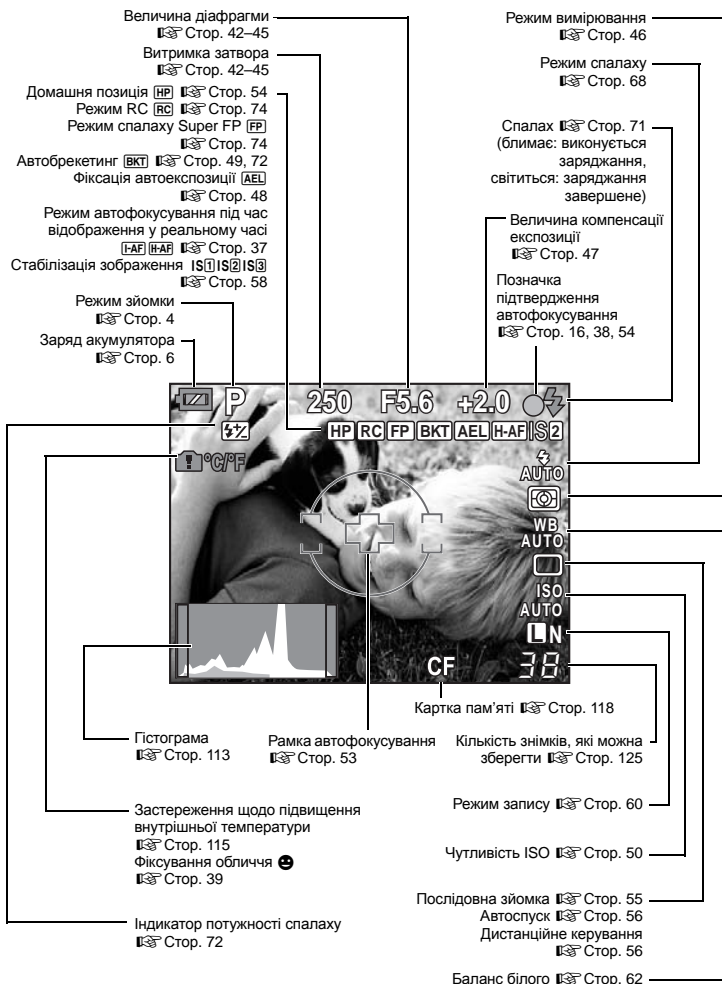 Величина діафрагми
☞ Стор. 42–45
Витримка затвора
☞ Стор. 42–45
Домашня позиція HP ☞ Стор. 54
Режим RC RC ☞ Стор. 74
Режим спалаху Super FP FP
☞ Стор. 74
Автобрекетинг BKT ☞ Стор. 49, 72
Фіксація автоекспозиції AEL
☞ Стор. 48
Режим автофокусування під час
відображення у реальному часі
I-AF H-AF ☞ Стор. 37
Стабілізація зображення IS1 IS2 IS3
☞ Стор. 58
Режим зйомки
☞ Стор. 4
Заряд акумулятора
☞ Стор. 6
Режим вимірювання
☞ Стор. 46
Режим спалаху
☞ Стор. 68
Спалах ☞ Стор. 71
(блимає: виконується
заряджання,
світиться: заряджання
завершене)
Величина компенсації
експозиції
☞ Стор. 47
Позначка
підтвердження
автофокусування
☞ Стор. 16, 38, 54
P 250 F5.6 +2.0
HP RC FP BKT AEL H-AF IS2
°C/°F
AUTO
WB
AUTO
ISO
AUTO
L N
CF 38
Картка пам’яті ☞ Стор. 118
Гістограма
☞ Стор. 113
Рамка автофокусування
☞ Стор. 53
Кількість знімків, які можна
зберегти ☞ Стор. 125
Застереження щодо підвищення
внутрішньої температури
☞ Стор. 115
Фіксування обличчя
☞ Стор. 39
Режим запису ☞ Стор. 60
Чутливість ISO ☞ Стор. 50
Послідовна зйомка ☞ Стор. 55
Автоспуск ☞ Стор. 56
Дистанційне керування
☞ Стор. 56
Індикатор потужності спалаху
☞ Стор. 72
Баланс білого ☞ Стор. 62